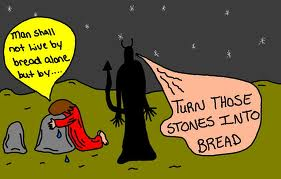 Man shall
not live by
bread alone
but by....
TURN THOSE
STONES INTO
BREAD